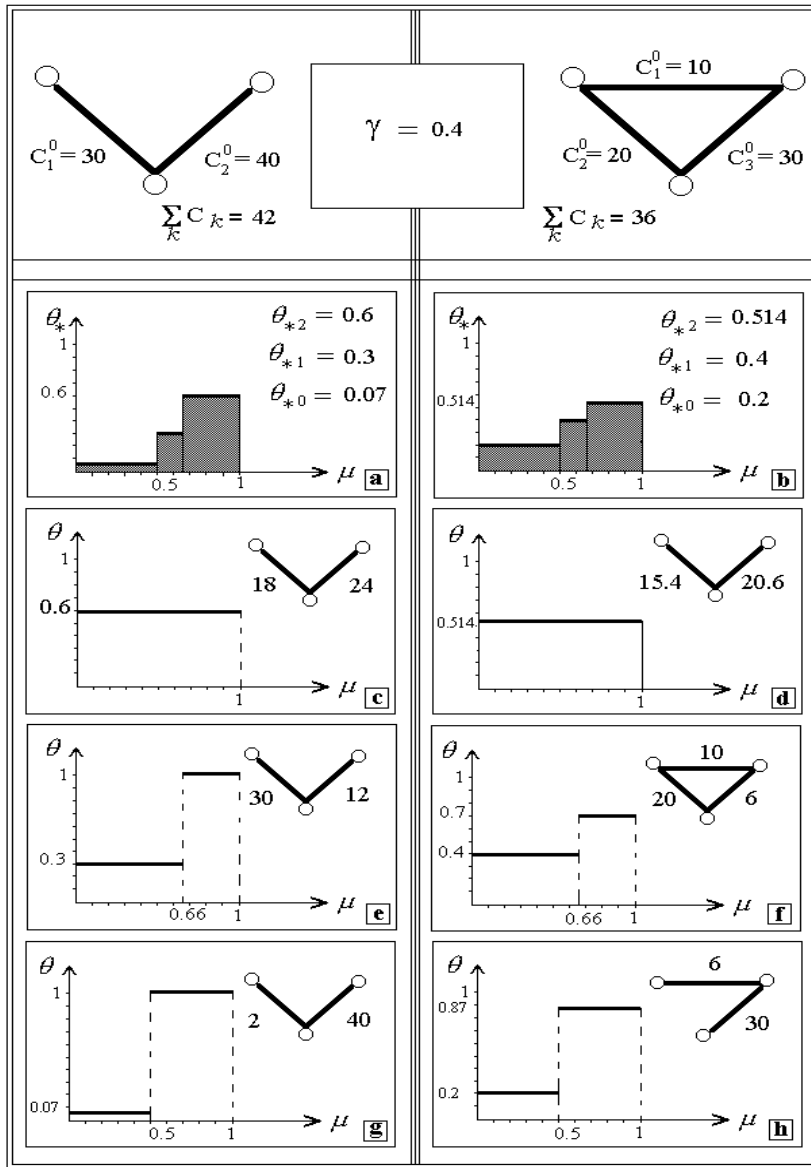 C₁⁰ = 30
C₂⁰ = 40
∑ₖ C ₖ = 42
γ = 0.4
C₁⁰ = 10
C₂⁰ = 20
C₃⁰ = 30
∑ₖ C ₖ = 36
θ*
1
0.6
θ*2 = 0.6
θ*1 = 0.3
θ*0 = 0.07
0.5
1
μ
a
θ*
1
0.514
θ*2 = 0.514
θ*1 = 0.4
θ*0 = 0.2
0.5
1
μ
b
θ
1
0.6
18
24
1
μ
c
θ
1
0.514
15.4
20.6
1
μ
d
θ
1
0.3
30
12
0.66
1
μ
e
θ
1
0.7
0.4
10
20
6
0.66
1
μ
f
θ
1
0.07
2
40
0.5
1
μ
g
θ
1
0.87
0.2
6
30
0.5
1
μ
h